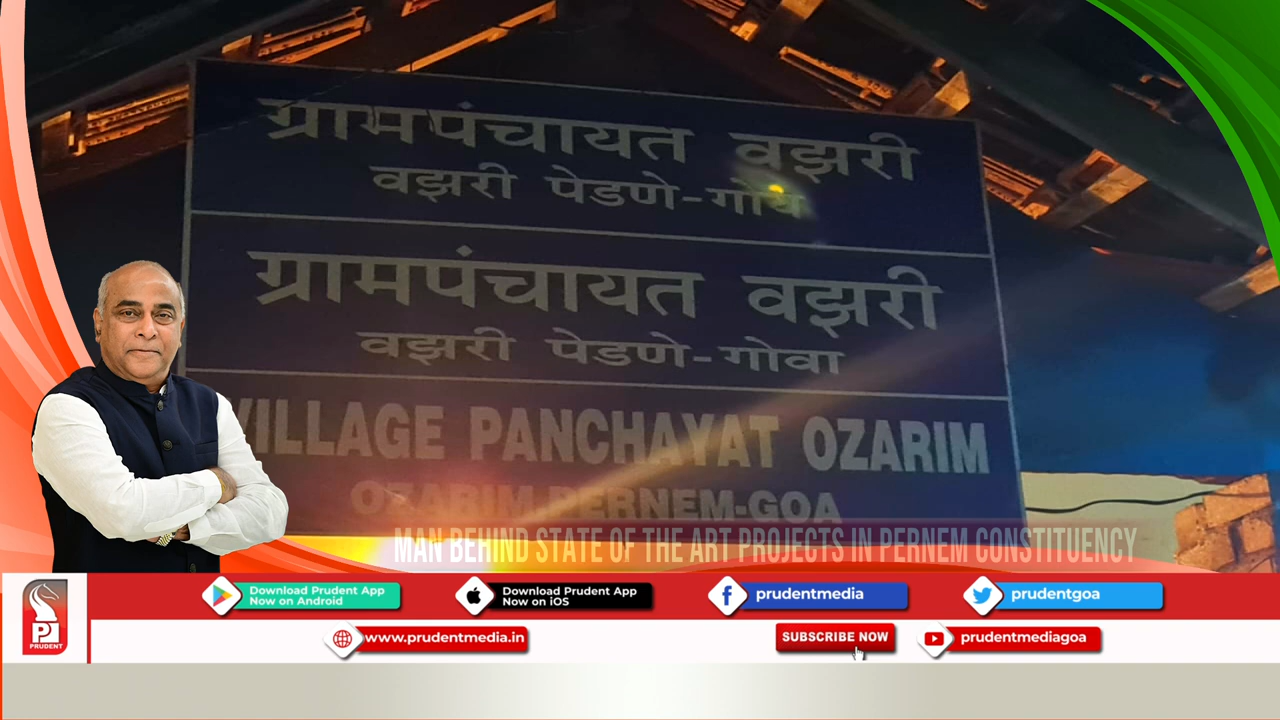 ग्रामपंचायत वझरी
वझरी पेडणे-गोंय
ग्रामपंचायत वझरी
वझरी पेडणे-गोवा
VILLAGE PANCHAYAT OZARIM
OZARIM PERNEM-GOA
MAN BEHIND STATE OF THE ART PROJECTS IN PERNEM CONSTITUENCY
Download Prudent App
Now on Android
Download Prudent App
Now on iOS
prudentmedia
prudentgoa
PRUDENT
www.prudentmedia.in
SUBSCRIBE NOW
prudentmediagoa